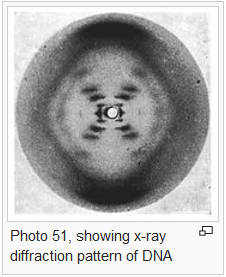 Photo 51, showing x-ray
diffraction pattern of DNA